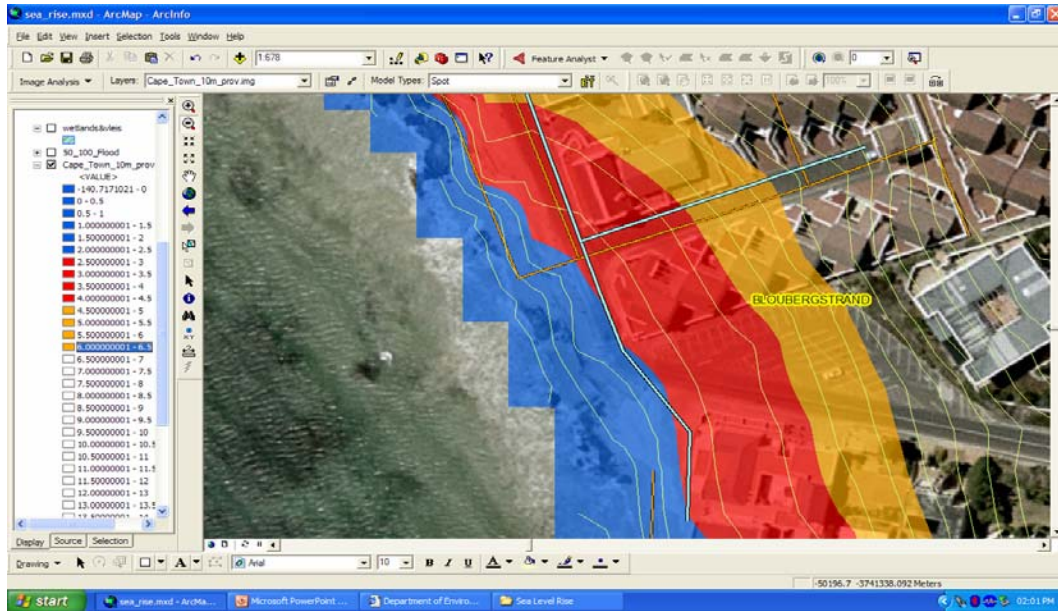 sea_rise.mxd - ArcMap - ArcInfo
File Edit View Insert Selection Tools Window Help
1:678 Feature Analyst 0
Image Analysis Layers: Cape_Town_10m_prov.img Model Types: Spot 100%
wetlands&vleis
50_100_Flood
Cape_Town_10m_prov
<VALUE>
-140.7171021 - 0
0 - 0.5
0.5 - 1
1.000000001 - 1.5
1.500000001 - 2
2.000000001 - 2.5
2.500000001 - 3
3.000000001 - 3.5
3.500000001 - 4
4.000000001 - 4.5
4.500000001 - 5
5.000000001 - 5.5
5.500000001 - 6
6.000000001 - 6.5
6.500000001 - 7
7.000000001 - 7.5
7.500000001 - 8
8.000000001 - 8.5
8.500000001 - 9
9.000000001 - 9.5
9.500000001 - 10
10.00000001 - 10.5
10.50000001 - 11
11.00000001 - 11.5
11.50000001 - 12
12.00000001 - 13
13.00000001 - 13.5
BLOUBERGSTRAND
Display Source Selection
Drawing A Arial 10 B I U A
-50196.7 -3741338.092 Meters
start sea_rise.mxd - ArcMa... Microsoft PowerPoint ... Department of Enviro... Sea Level Rise 02:01 PM